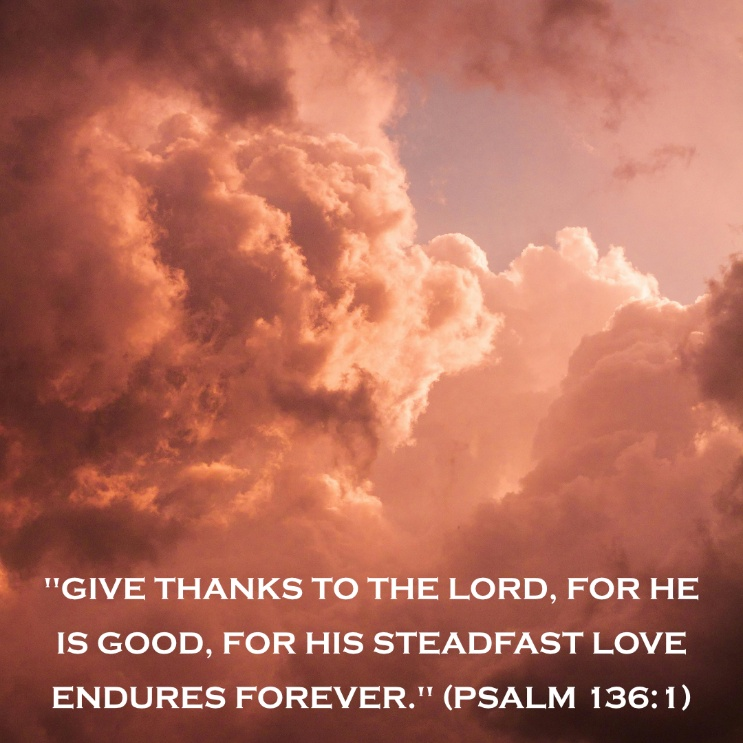 "GIVE THANKS TO THE LORD, FOR HE
IS GOOD, FOR HIS STEADFAST LOVE
ENDURES FOREVER." (PSALM 136:1)